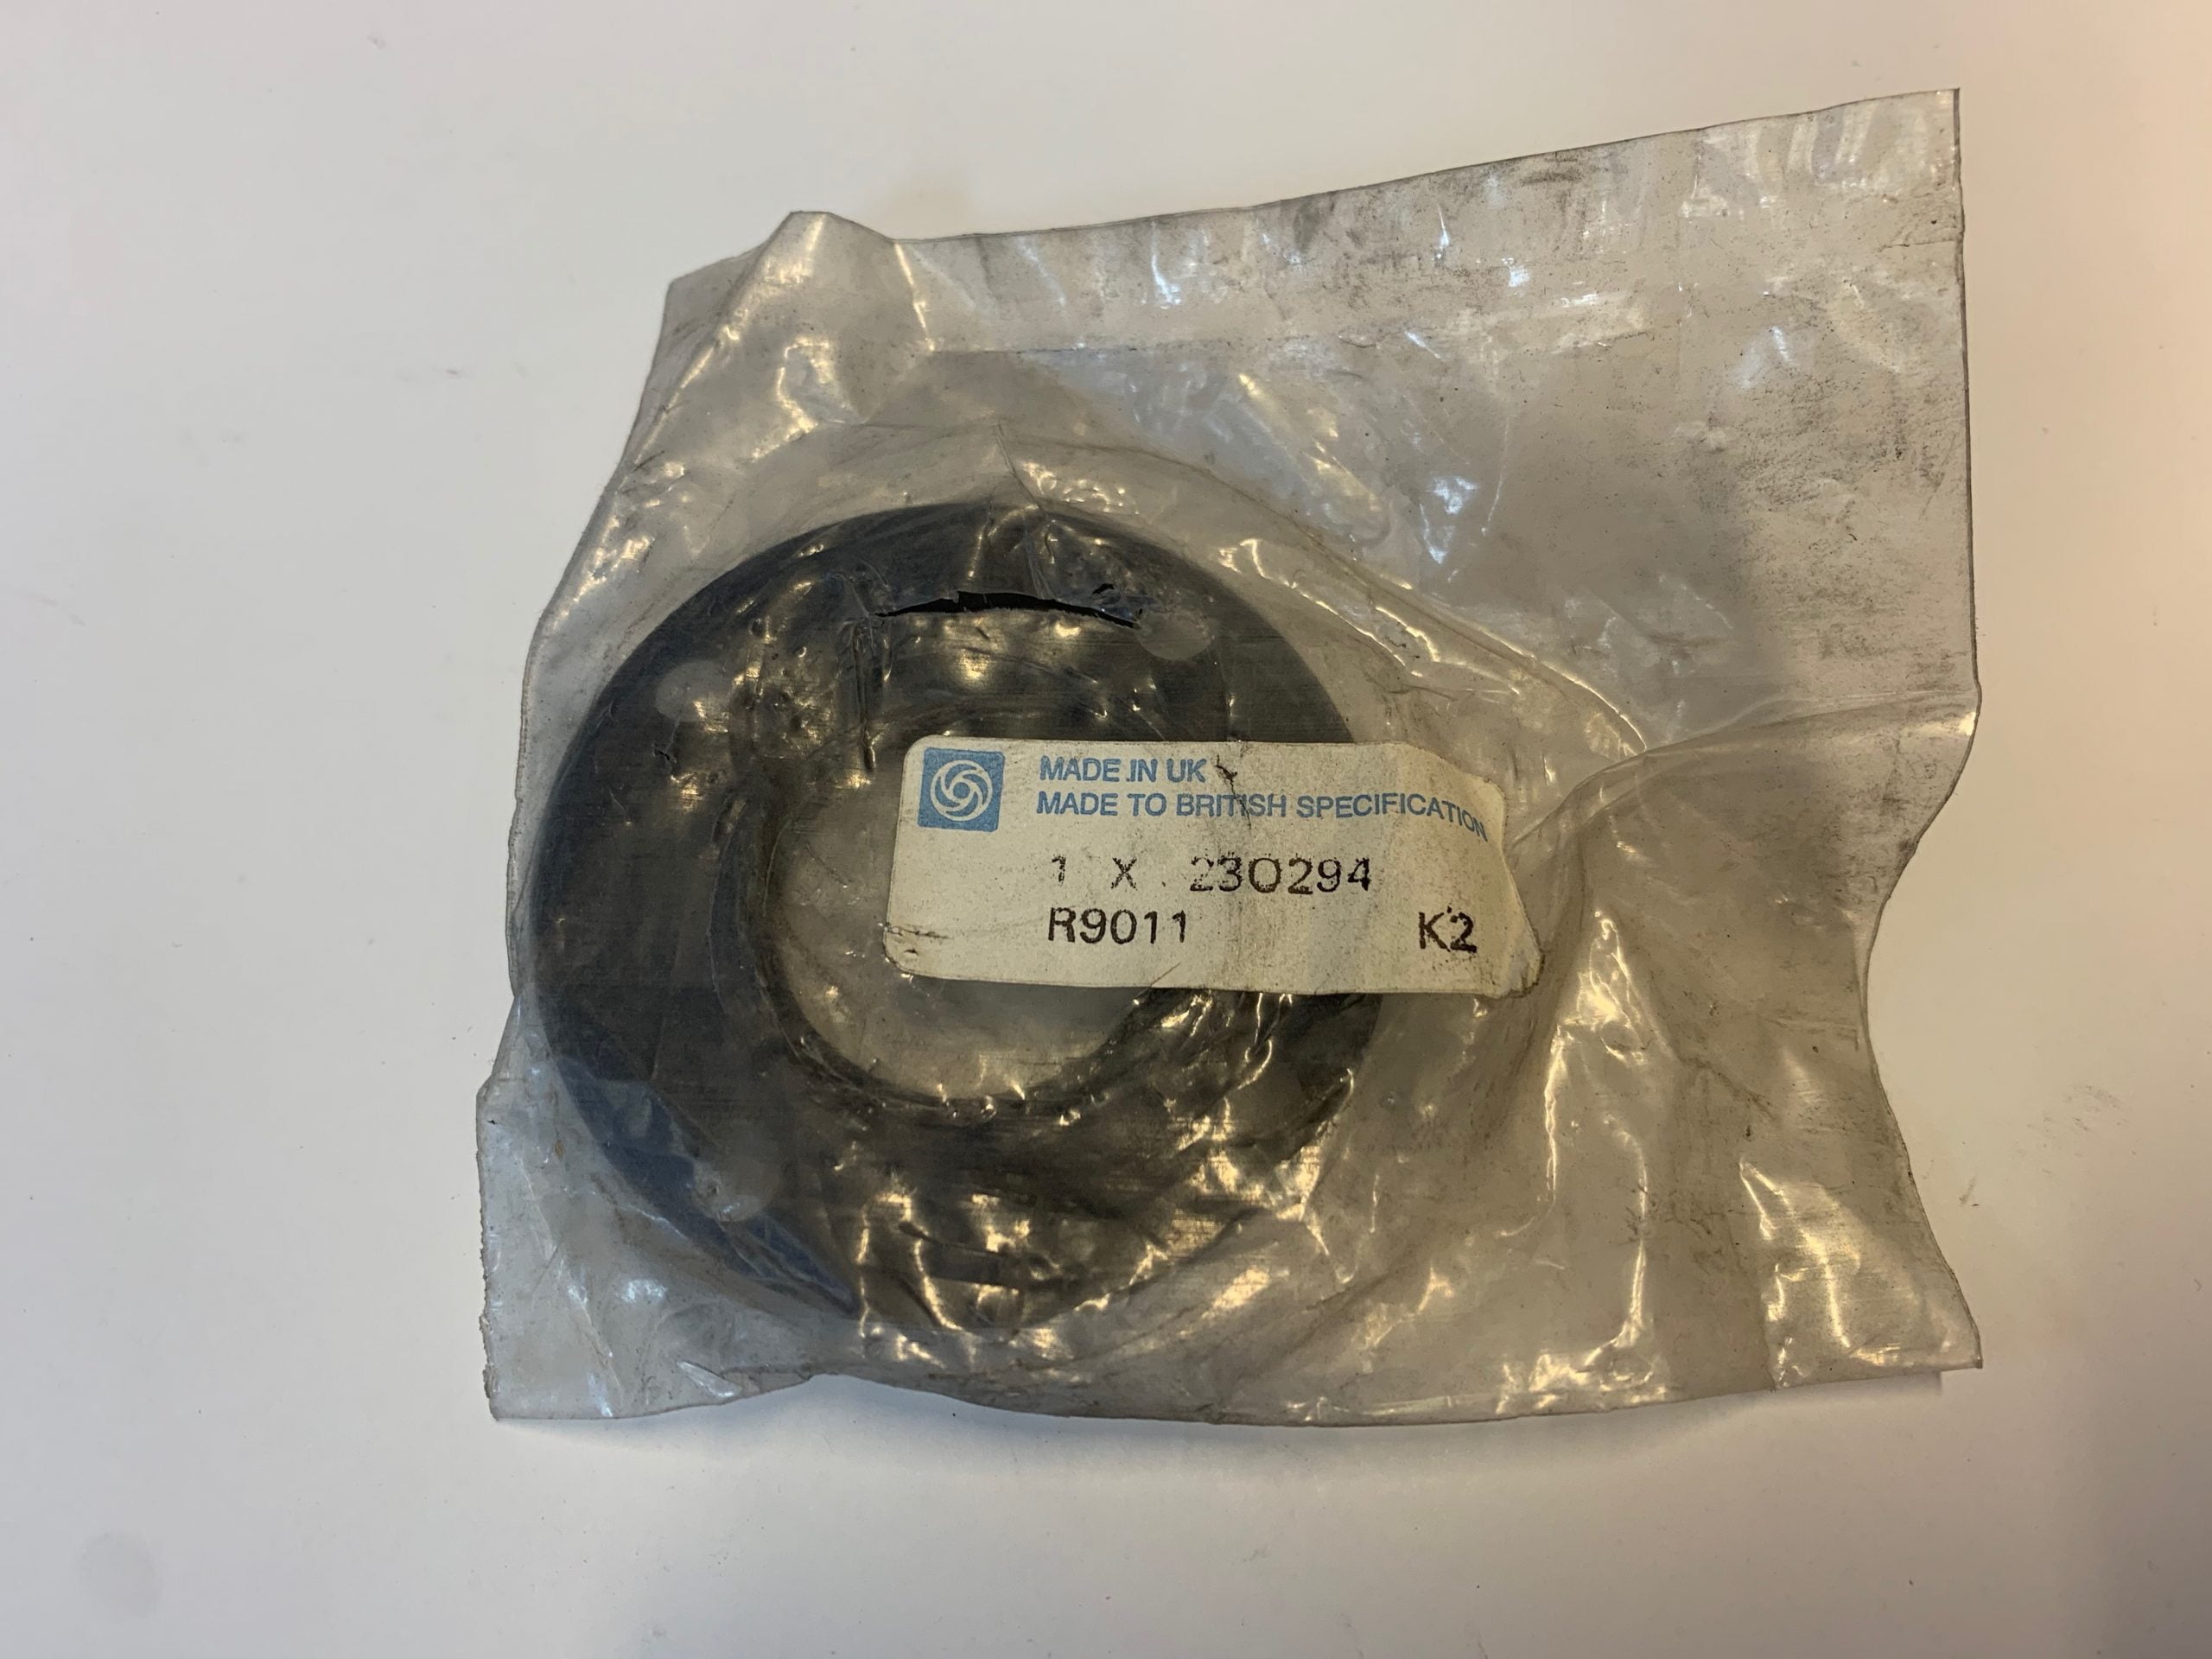 MADE IN UK
MADE TO BRITISH SPECIFICATION
1 X 230294
R9011 K2